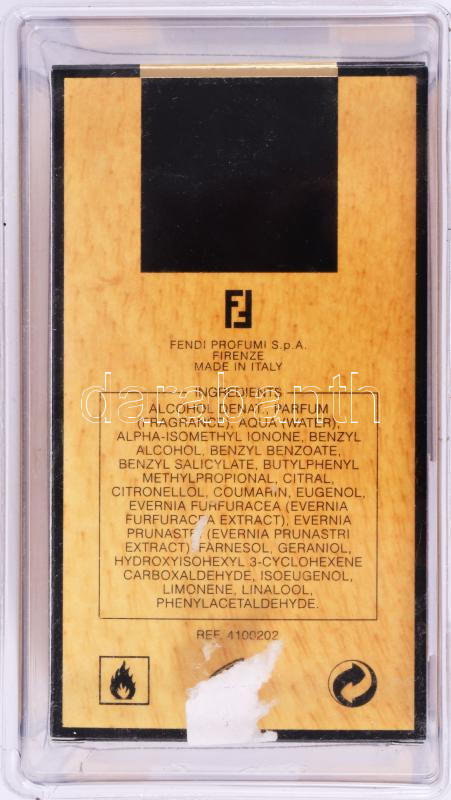 FENDI PROFUMI S.p.A.
FIRENZE
MADE IN ITALY
INGREDIENTS
darabanth
ALCOHOL DENAT., PARFUM
(FRAGRANCE), AQUA (WATER),
ALPHA-ISOMETHYL IONONE, BENZYL
ALCOHOL, BENZYL BENZOATE,
BENZYL SALICYLATE, BUTYLPHENYL
METHYLPROPIONAL, CITRAL,
CITRONELLOL, COUMARIN, EUGENOL,
EVERNIA FURFURACEA (EVERNIA
FURFURACEA EXTRACT), EVERNIA
PRUNASTE (EVERNIA PRUNASTRI
EXTRACT) FARNESOL, GERANIOL,
HYDROXYISOHEXYL 3-CYCLOHEXENE
CARBOXALDEHYDE, ISOEUGENOL,
LIMONENE, LINALOOL,
PHENYLACETALDEHYDE.
REF. 4100202